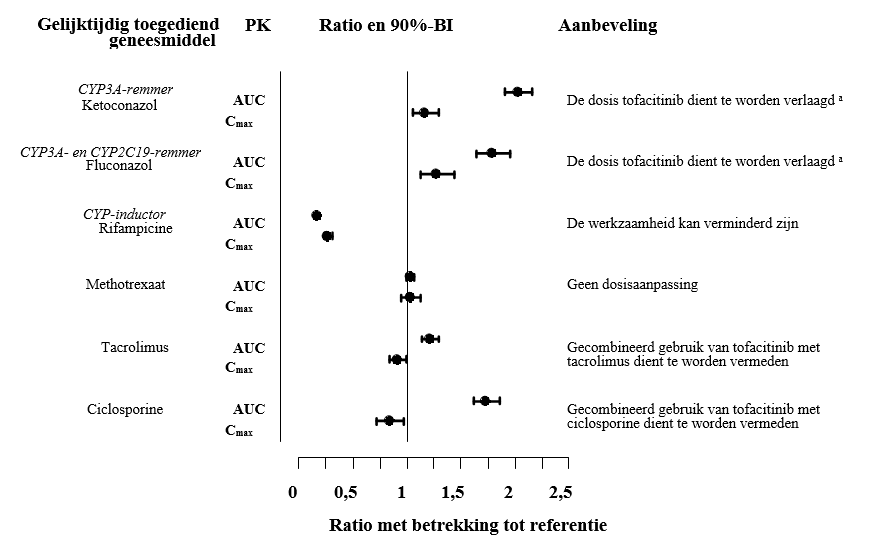 Gelijktijdig toegediend geneesmiddel PK Ratio en 90%-BI Aanbeveling
CYP3A-remmer
Ketoconazol
AUC
Cmax
De dosis tofacitinib dient te worden verlaagd a
CYP3A- en CYP2C19-remmer
Fluconazol
AUC
Cmax
De dosis tofacitinib dient te worden verlaagd a
CYP-inductor
Rifampicine
AUC
Cmax
De werkzaamheid kan verminderd zijn
Methotrexaat
AUC
Cmax
Geen dosisaanpassing
Tacrolimus
AUC
Cmax
Gecombineerd gebruik van tofacitinib met
tacrolimus dient te worden vermeden
Ciclosporine
AUC
Cmax
Gecombineerd gebruik van tofacitinib met
ciclosporine dient te worden vermeden
0 0,5 1 1,5 2 2,5
Ratio met betrekking tot referentie